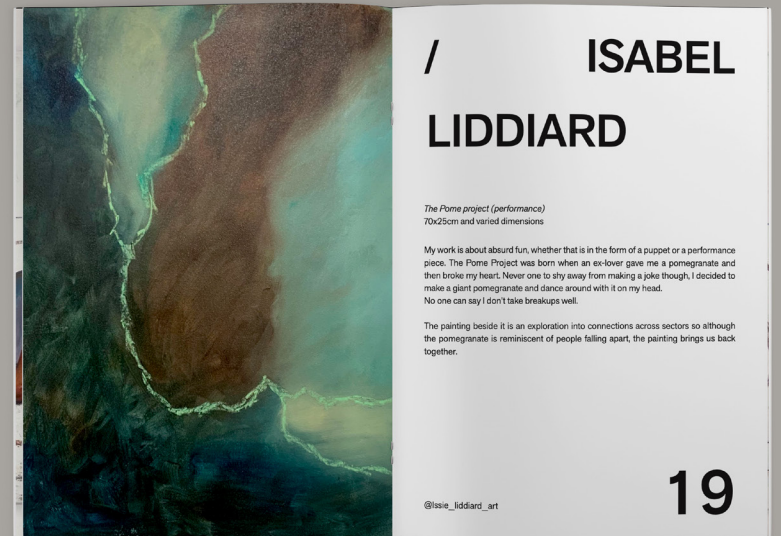 / ISABEL
LIDDIARD
The Pome project (performance)
70x25cm and varied dimensions
My work is about absurd fun, whether that is in the form of a puppet or a performance
piece. The Pome Project was born when an ex-lover gave me a pomegranate and
then broke my heart. Never one to shy away from making a joke though, I decided to
make a giant pomegranate and dance around with it on my head.
No one can say I don't take breakups well.
The painting beside it is an exploration into connections across sectors so although
the pomegranate is reminiscent of people falling apart, the painting brings us back
together.
@Issie_liddiard_art
19